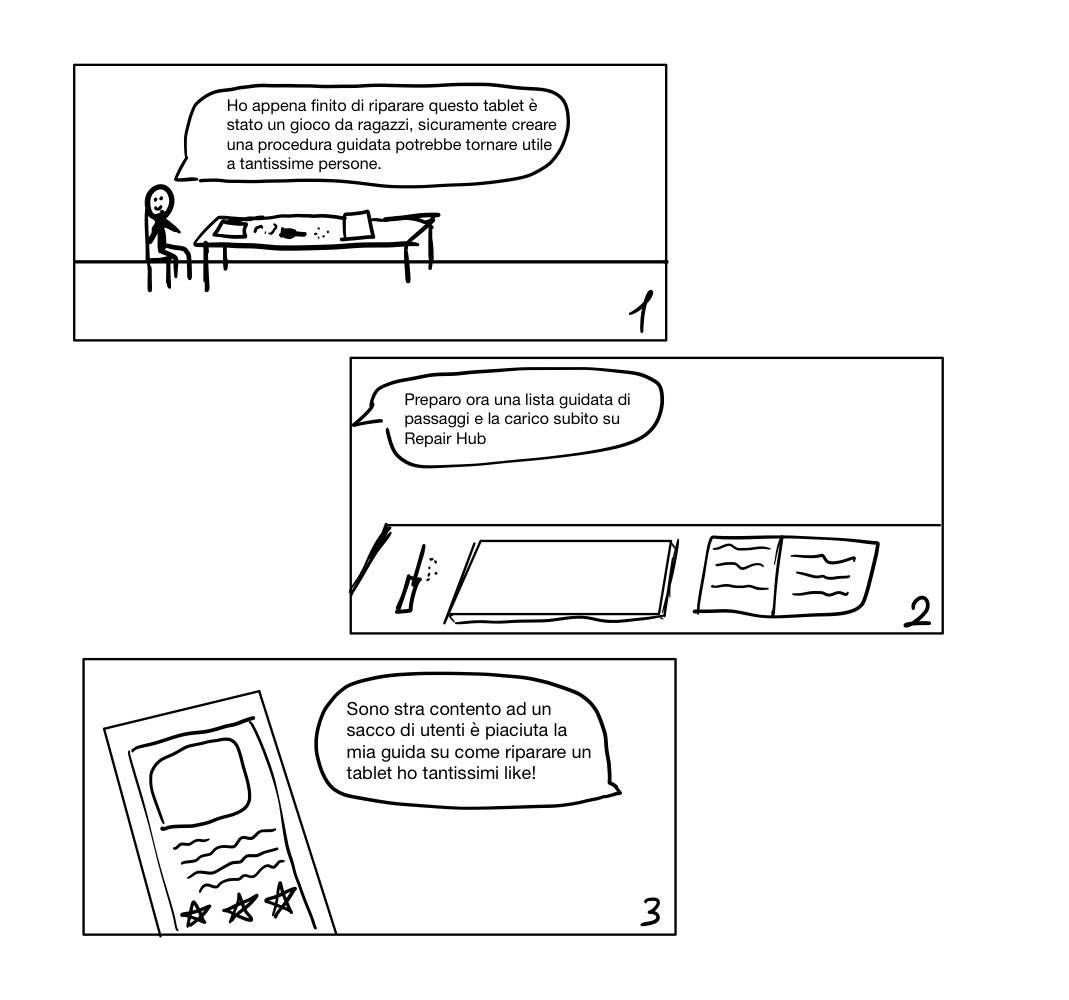 Ho appena finito di riparare questo tablet è
stato un gioco da ragazzi, sicuramente creare
una procedura guidata potrebbe tornare utile
a tantissime persone.
1
Preparo ora una lista guidata di
passaggi e la carico subito su
Repair Hub
2
Sono stra contento ad un
sacco di utenti è piaciuta la
mia guida su come riparare un
tablet ho tantissimi like!
3